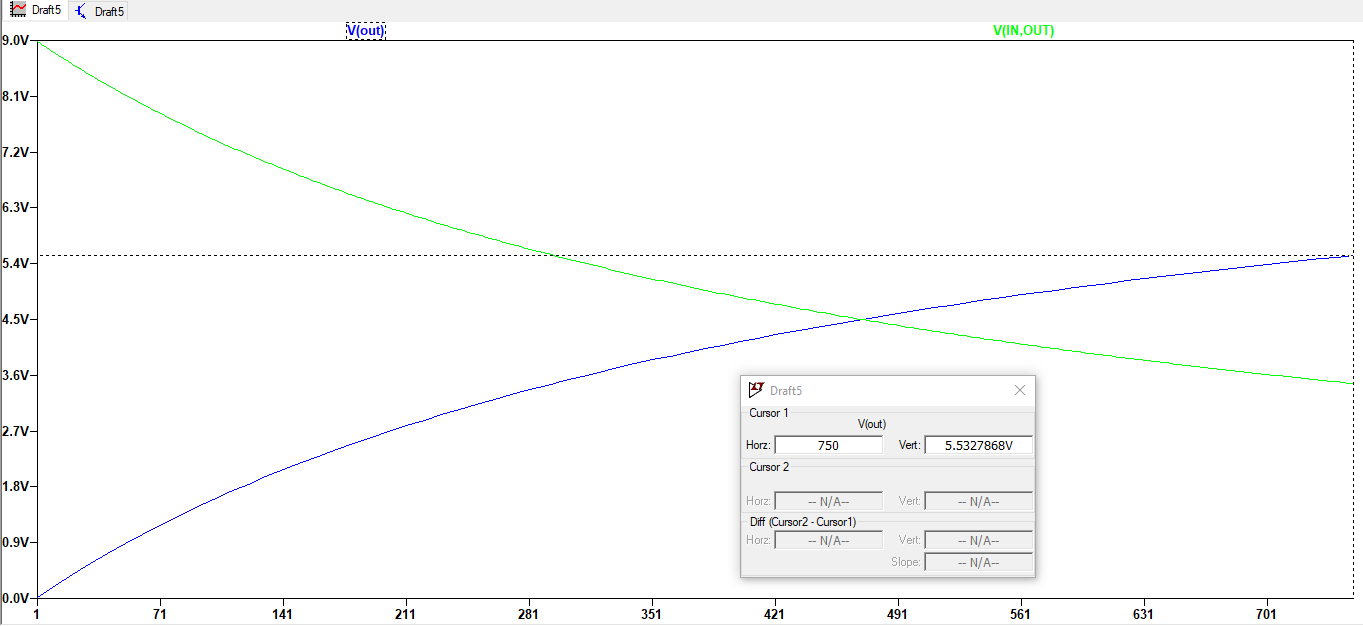 Draft5 Draft5
V(out) V(IN,OUT)
9.0V
8.1V
7.2V
6.3V
5.4V
4.5V
3.6V
2.7V
1.8V
0.9V
0.0V
1 71 141 211 281 351 421 491 561 631 701
Draft5
Cursor 1
V(out)
Horz: 750 Vert: 5.5327868V
Cursor 2
Horz: -- N/A-- Vert: -- N/A--
Diff (Cursor2 - Cursor1)
Horz: -- N/A-- Vert: -- N/A--
Slope: -- N/A--